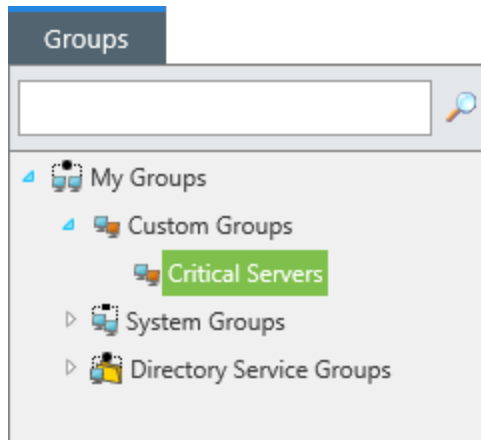 Groups
My Groups
Custom Groups
Critical Servers
System Groups
Directory Service Groups